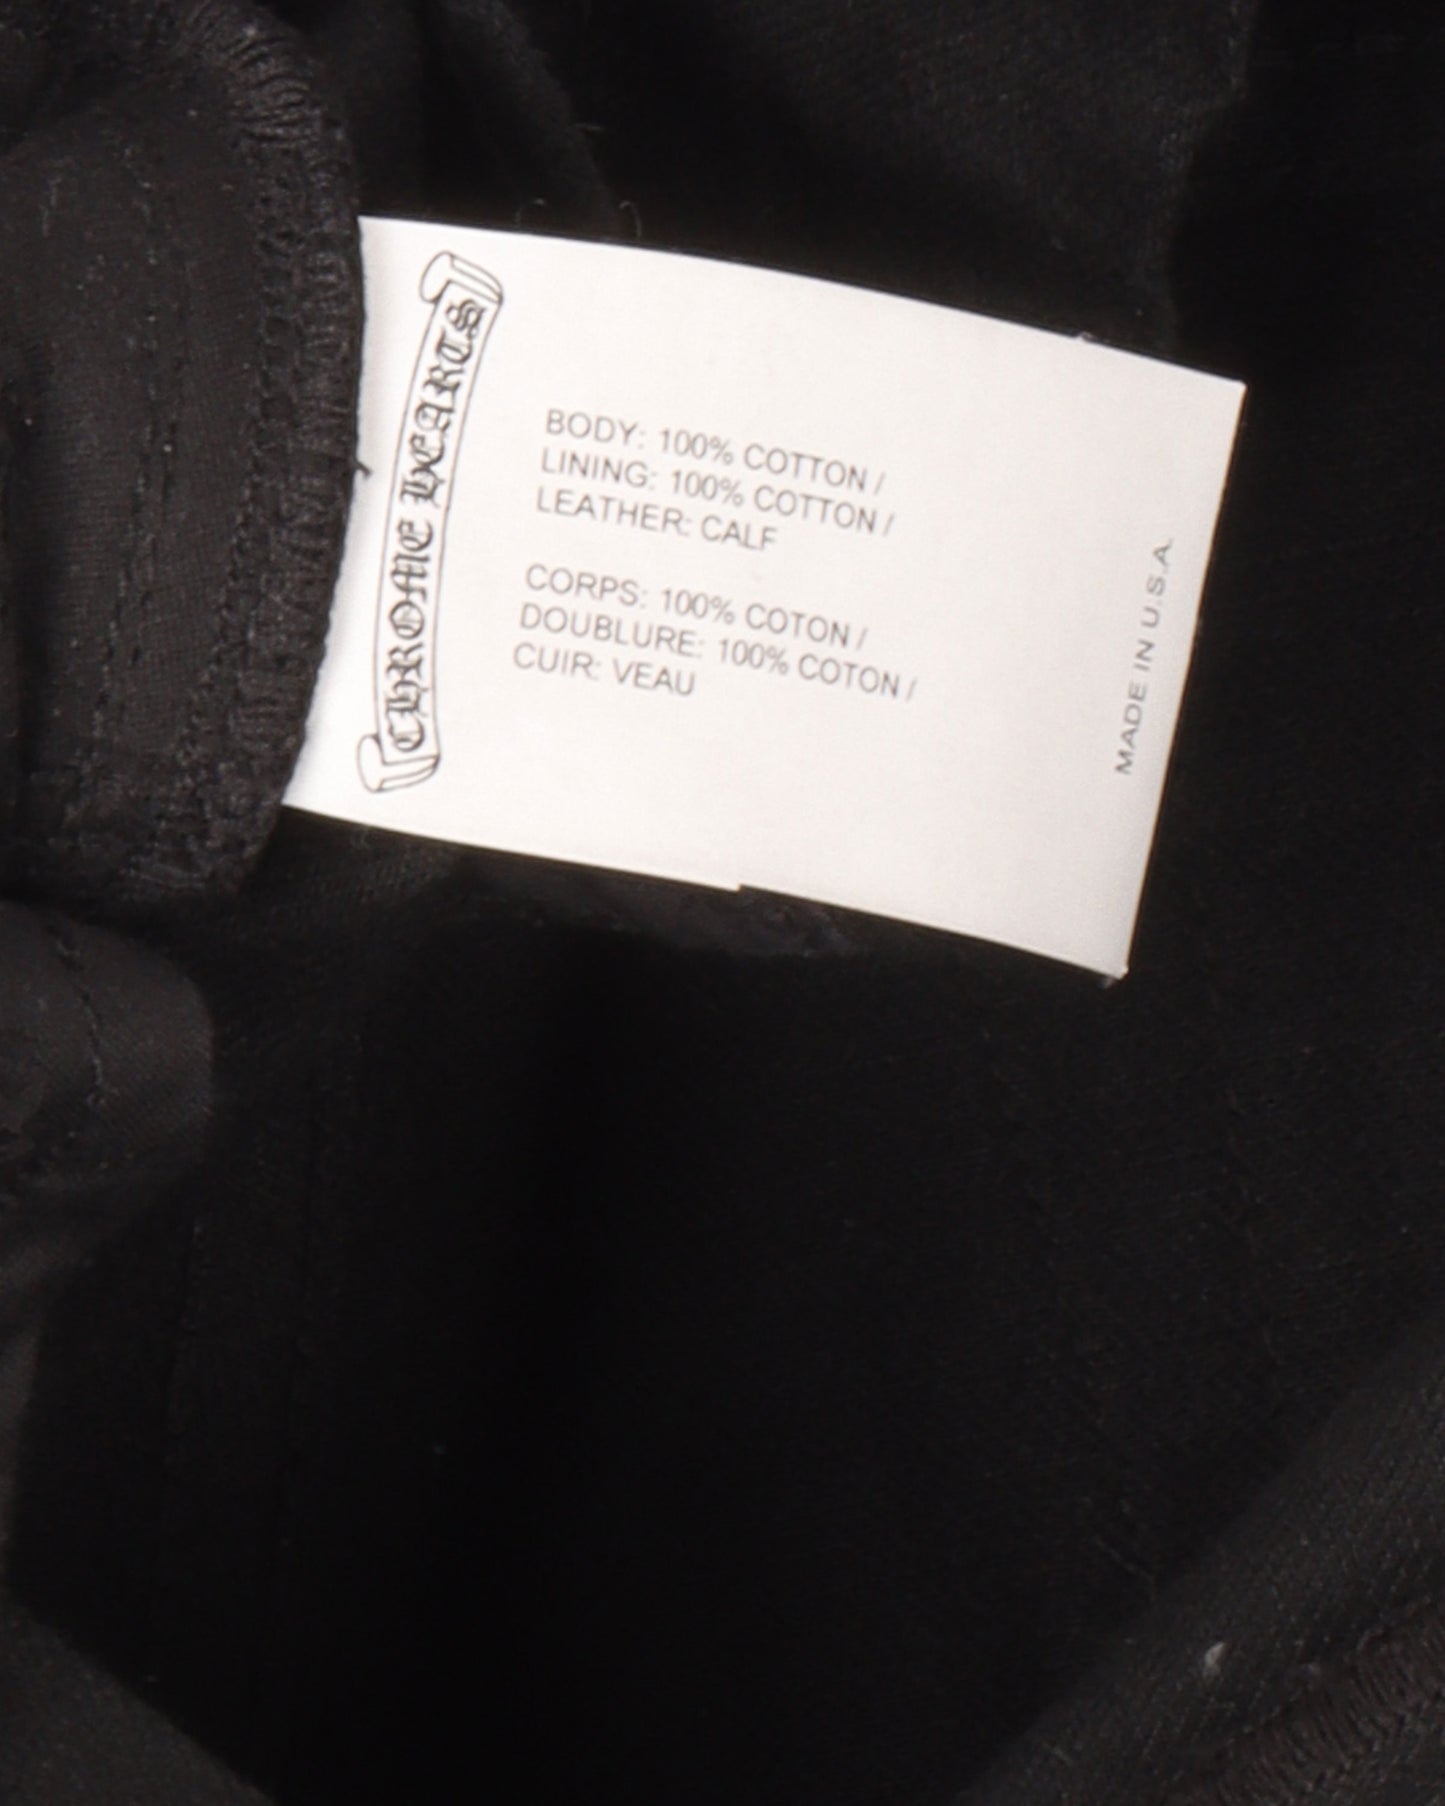 CHROME HEARTS
BODY: 100% COTTON /
LINING: 100% COTTON /
LEATHER: CALF
CORPS: 100% COTON /
DOUBLURE: 100% COTON /
CUIR: VEAU
MADE IN U.S.A.